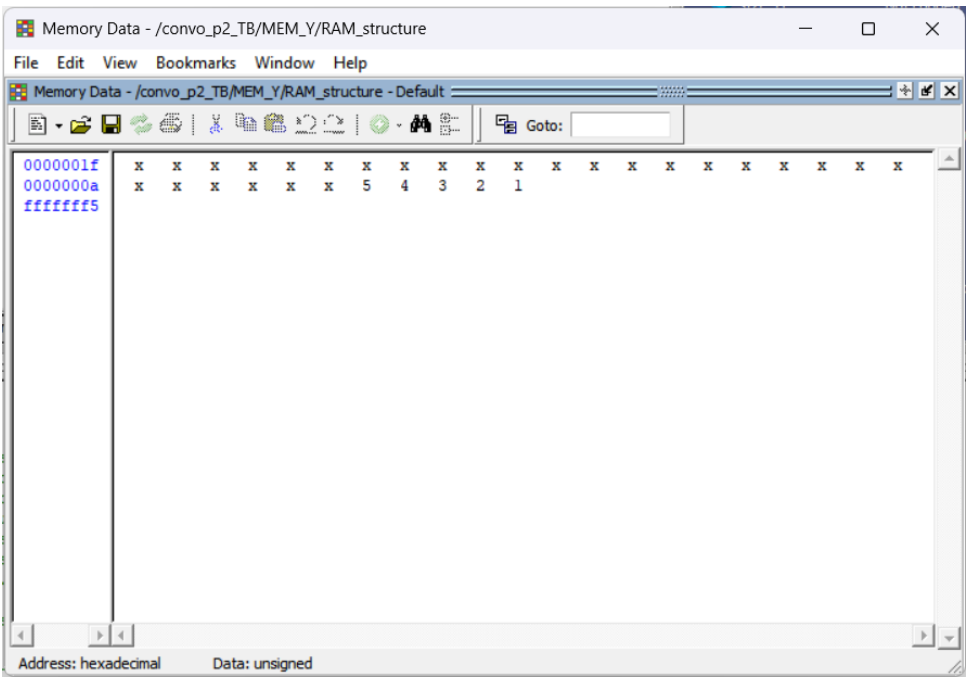 Memory Data - /convo_p2_TB/MEM_Y/RAM_structure
File Edit View Bookmarks Window Help
Memory Data - /convo_p2_TB/MEM_Y/RAM_structure - Default
Goto:
0000001f x x x x x x x x x x x x x x x x x x x x x
0000000a x x x x x x 5 4 3 2 1
fffffff5
Address: hexadecimal Data: unsigned